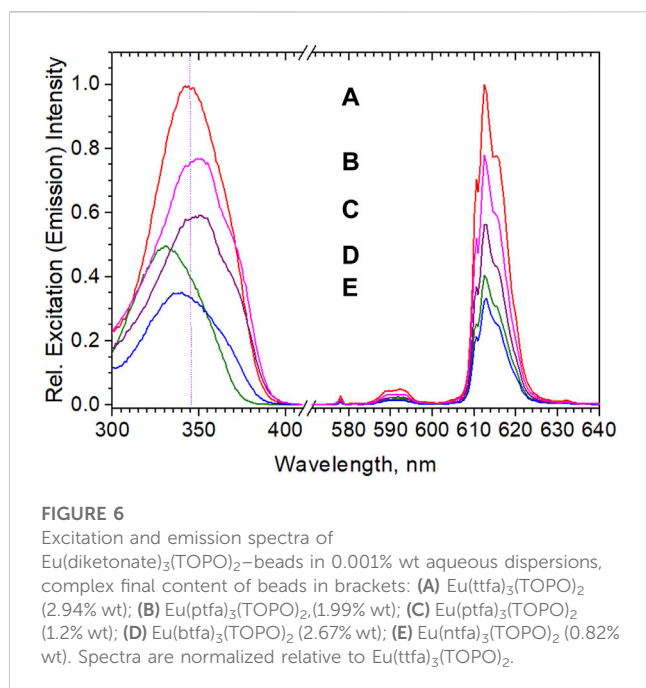 Rel. Excitation (Emission) Intensity
1.0
0.8
0.6
0.4
0.2
0.0
A
B
C
D
E
300 350 400 580 590 600 610 620 630 640
Wavelength, nm
FIGURE 6
Excitation and emission spectra of
Eu(diketonate)₃(TOPO)₂–beads in 0.001% wt aqueous dispersions,
complex final content of beads in brackets: (A) Eu(ttfa)₃(TOPO)₂
(2.94% wt); (B) Eu(ptfa)₃(TOPO)₂,(1.99% wt); (C) Eu(ptfa)₃(TOPO)₂
(1.2% wt); (D) Eu(btfa)₃(TOPO)₂ (2.67% wt); (E) Eu(ntfa)₃(TOPO)₂ (0.82%
wt). Spectra are normalized relative to Eu(ttfa)₃(TOPO)₂.